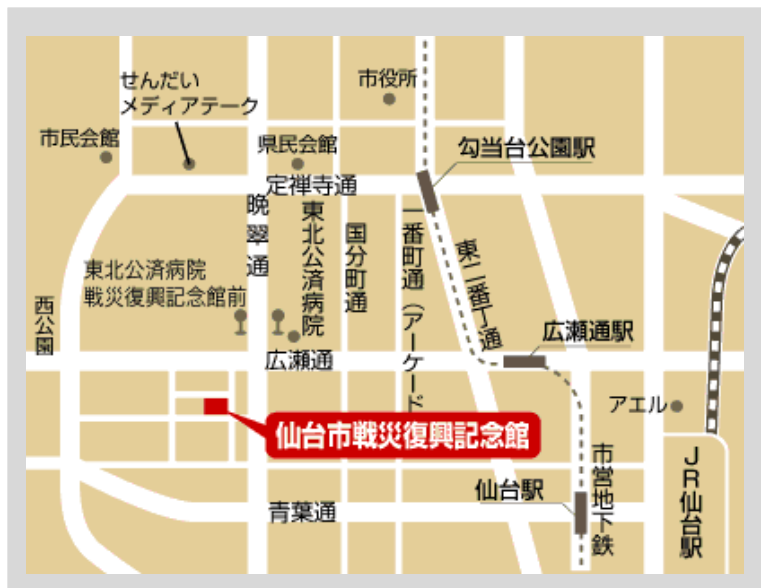 せんだい
メディアテーク
市役所
市民会館
県民会館
勾当台公園駅
定禅寺通
晩翠通
東北公済病院
国分町通
一番町通（アーケード
東二番丁通
東北公済病院
戦災復興記念館前
西公園
広瀬通
広瀬通駅
アエル
仙台市戦災復興記念館
青葉通
仙台駅
市営地下鉄
JR仙台駅